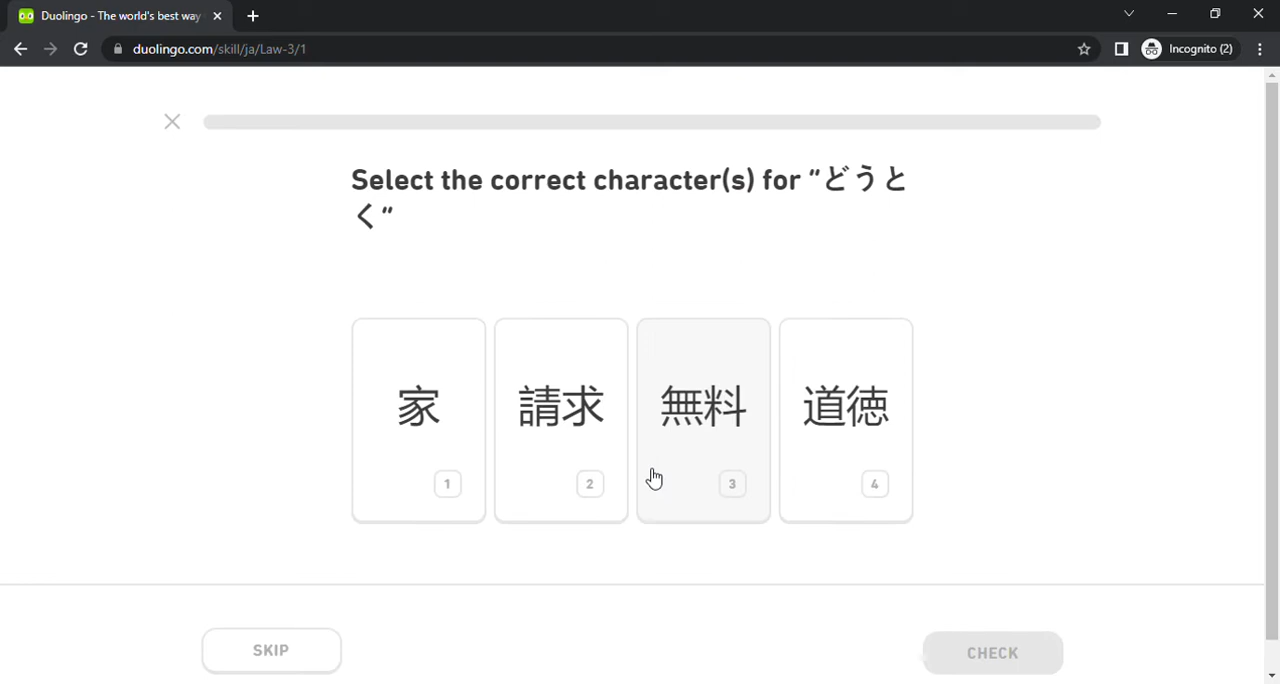 Duolingo - The world's best way
duolingo.com/skill/ja/Law-3/1
Incognito (2)
Select the correct character(s) for "どうと
く"
家
請求
無料
道徳
1
2
3
4
SKIP
CHECK